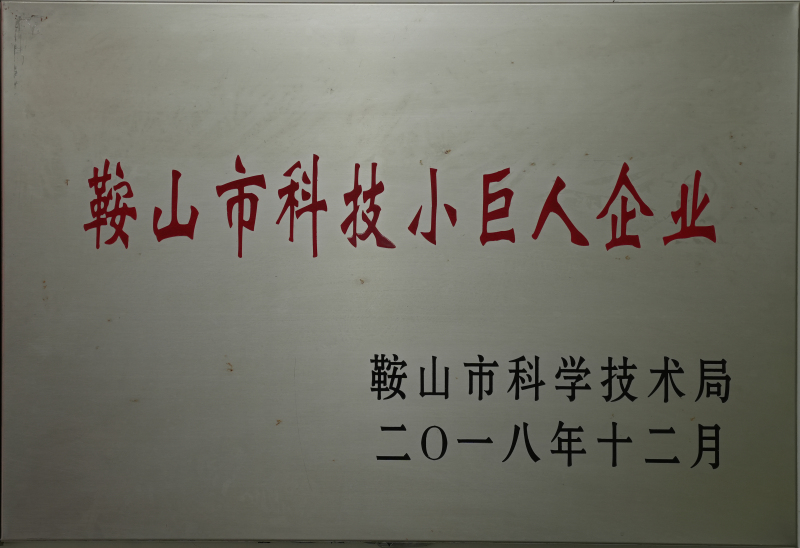 鞍山市科技小巨人企业
鞍山市科学技术局
二〇一八年十二月